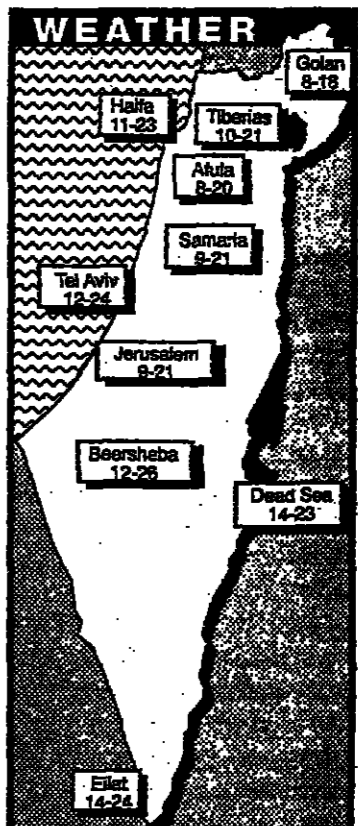 WEATHER
Golan
8-18
Haifa
11-23
Tiberias
10-21
Afula
8-20
Samaria
9-21
Tel Aviv
12-24
Jerusalem
9-21
Beersheba
12-26
Dead Sea
14-23
Eilat
14-24